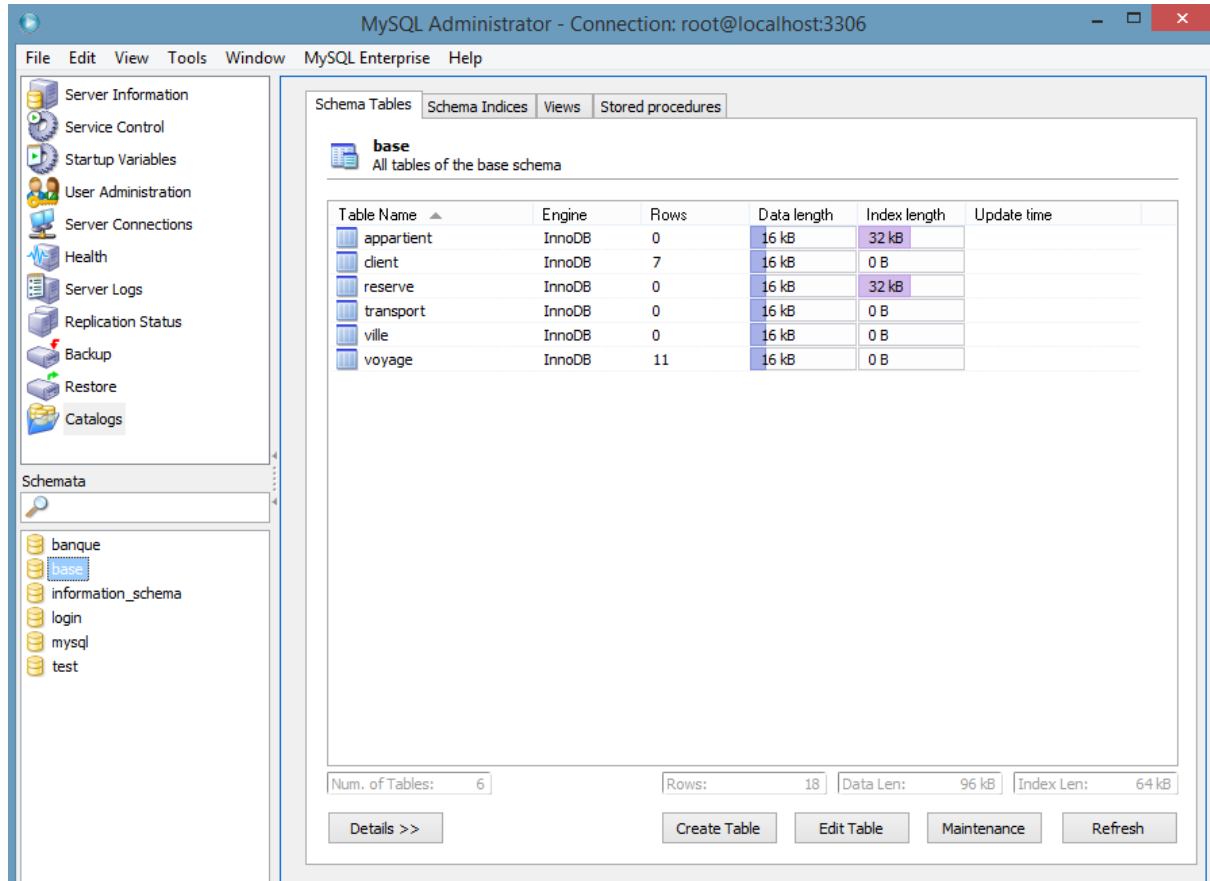 MySQL Administrator - Connection: root@localhost:3306
File Edit View Tools Window MySQL Enterprise Help
Server Information
Service Control
Startup Variables
User Administration
Server Connections
Health
Server Logs
Replication Status
Backup
Restore
Catalogs
Schemata
banque
base
information_schema
login
mysql
test
Schema Tables Schema Indices Views Stored procedures
base
All tables of the base schema
Table Name Engine Rows Data length Index length Update time
appartient InnoDB 0 16 kB 32 kB
client InnoDB 7 16 kB 0 B
reserve InnoDB 0 16 kB 32 kB
transport InnoDB 0 16 kB 0 B
ville InnoDB 0 16 kB 0 B
voyage InnoDB 11 16 kB 0 B
Num. of Tables: 6 Rows: 18 Data Len: 96 kB Index Len: 64 kB
Details >> Create Table Edit Table Maintenance Refresh